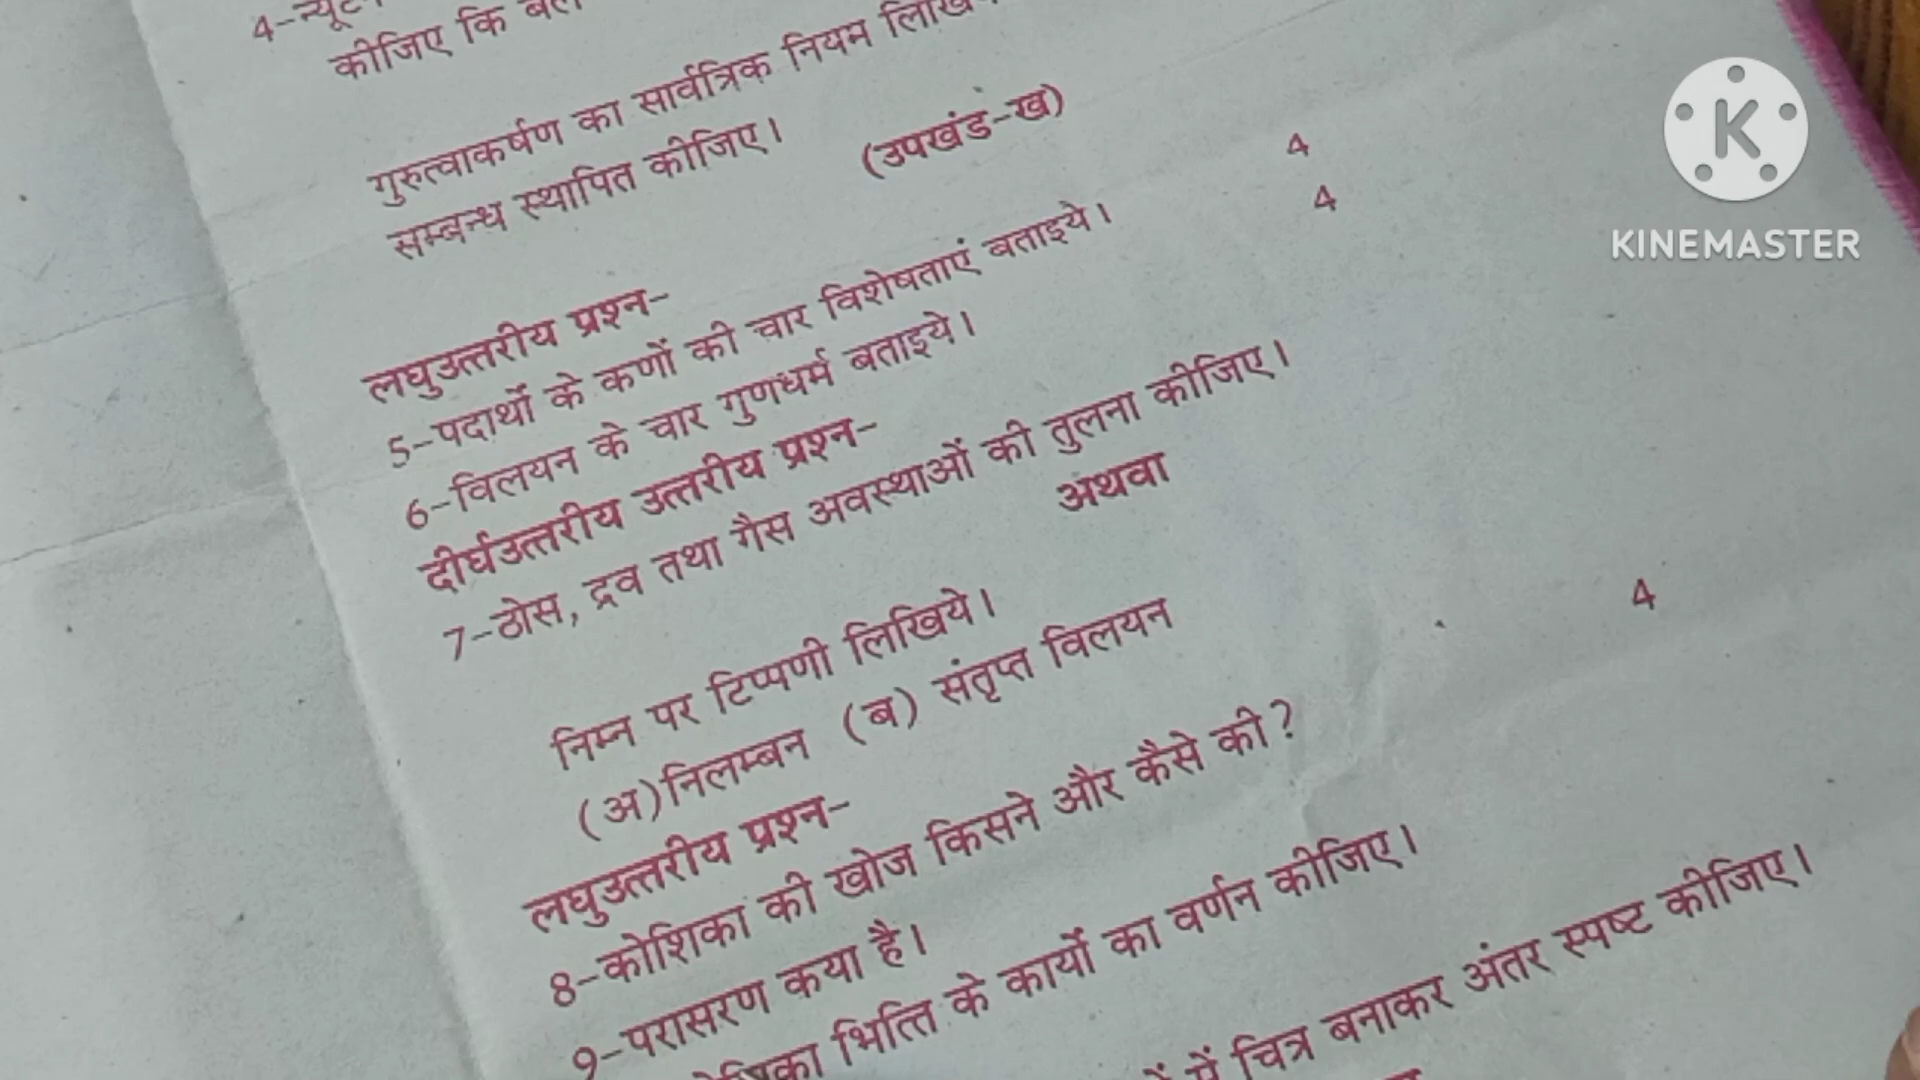 4-न्यूट
कीजिए कि बल
गुरुत्वाकर्षण का सार्वत्रिक नियम
सम्बन्ध स्थापित कीजिए।
(उपखंड-ख)
लघुउत्तरीय प्रश्न-
5-पदार्थों के कणों की चार विशेषताएं बताइये। 4
6-विलयन के चार गुणधर्म बताइये। 4
दीर्घउत्तरीय उत्तरीय प्रश्न-
7-ठोस, द्रव तथा गैस अवस्थाओं की तुलना कीजिए।
अथवा
निम्न पर टिप्पणी लिखिये।
(अ)निलम्बन (ब) संतृप्त विलयन 4
लघुउत्तरीय प्रश्न-
8-कोशिका की खोज किसने और कैसे की?
9-परासरण कया है।
भित्ति के कार्यो का वर्णन कीजिए।
में चित्र बनाकर अंतर स्पष्ट कीजिए।
K
KINEMASTER